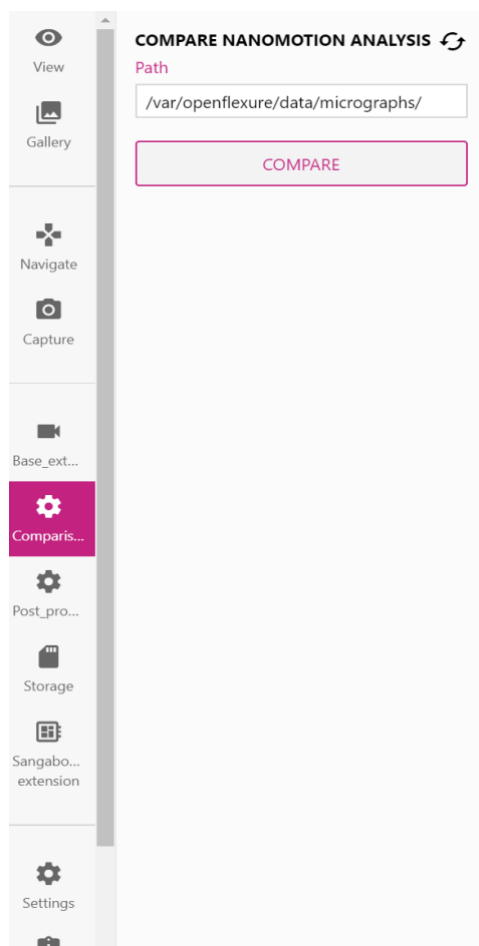 View
Gallery
Navigate
Capture
Base_ext...
Comparis...
Post_pro...
Storage
Sangabo...
extension
Settings
COMPARE NANOMOTION ANALYSIS
Path
/var/openflexure/data/micrographs/
COMPARE